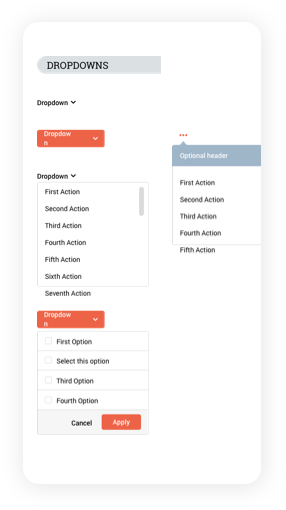 DROPDOWNS
Dropdown
Dropdow
n
Dropdown
First Action
Second Action
Third Action
Fourth Action
Fifth Action
Sixth Action
Seventh Action
Optional header
First Action
Second Action
Third Action
Fourth Action
Fifth Action
Dropdow
n
First Option
Select this option
Third Option
Fourth Option
Cancel
Apply